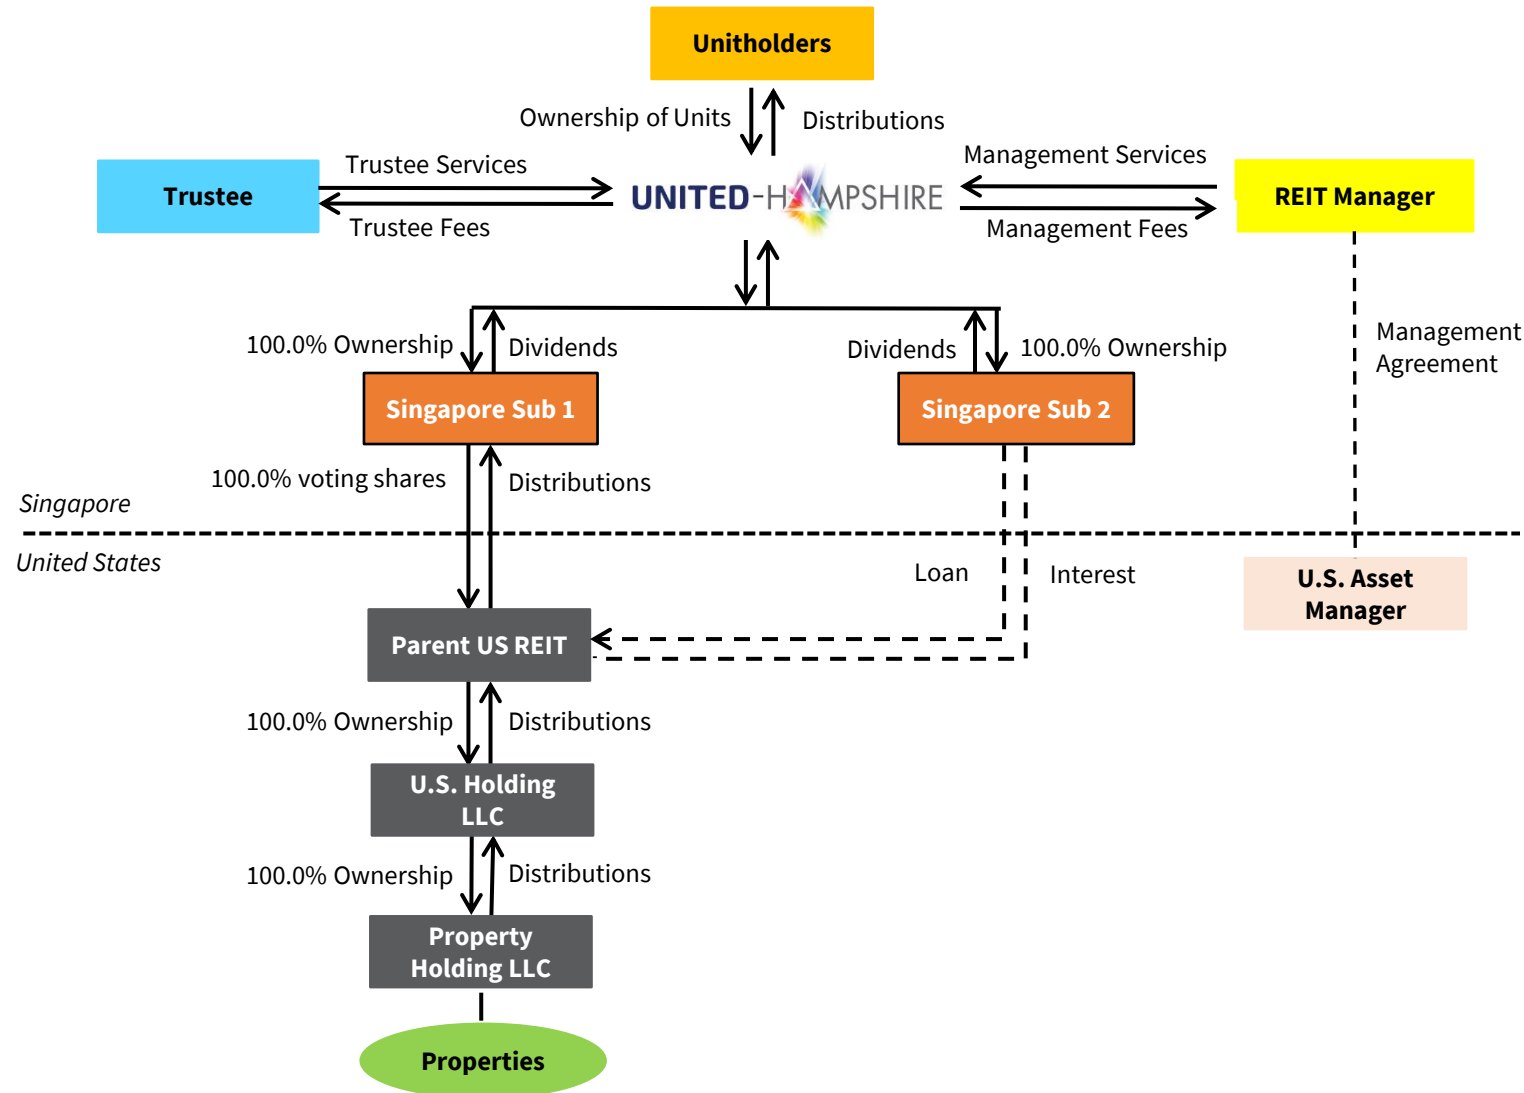 Unitholders
Ownership of Units
Distributions
Trustee
Trustee Services
Trustee Fees
UNITED-HAMPSHIRE
Management Services
Management Fees
REIT Manager
100.0% Ownership
Dividends
Dividends
100.0% Ownership
Management
Agreement
Singapore Sub 1
Singapore Sub 2
100.0% voting shares
Distributions
Singapore
United States
Loan
Interest
U.S. Asset
Manager
Parent US REIT
100.0% Ownership
Distributions
U.S. Holding
LLC
100.0% Ownership
Distributions
Property
Holding LLC
Properties